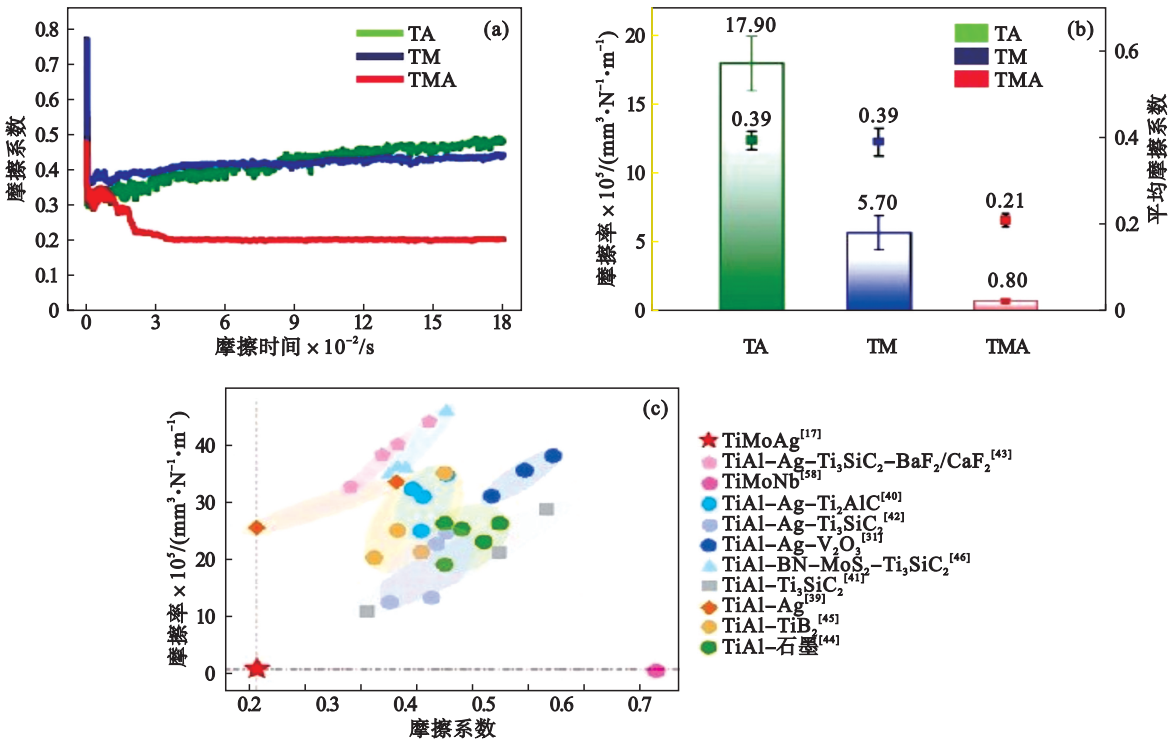 (a)
TA
TM
TMA
0.8
0.7
0.6
0.5
0.4
0.3
0.2
0.1
0
摩擦系数
0 3 6 9 12 15 18
摩擦时间×10⁻²/s
(b)
TA
TM
TMA
20
15
10
5
0
摩擦率×10⁵/(mm³·N⁻¹·m⁻¹)
17.90
0.39
0.39
5.70
0.21
0.80
0.6
0.4
0.2
0
平均摩擦系数
TA TM TMA
(c)
40
30
20
10
0
摩擦率×10⁵/(mm³·N⁻¹·m⁻¹)
0.2 0.3 0.4 0.5 0.6 0.7
摩擦系数
TiMoAg[17]
TiAl–Ag–Ti₃SiC₂–BaF₂/CaF₂[43]
TiMoNb[58]
TiAl–Ag–Ti₂AlC[40]
TiAl–Ag–Ti₃SiC₂[42]
TiAl–Ag–V₂O₃[31]
TiAl–BN–MoS₂–Ti₃SiC₂[46]
TiAl–Ti₃SiC₂[41]
TiAl–Ag[39]
TiAl–TiB₂[45]
TiAl–石墨[44]